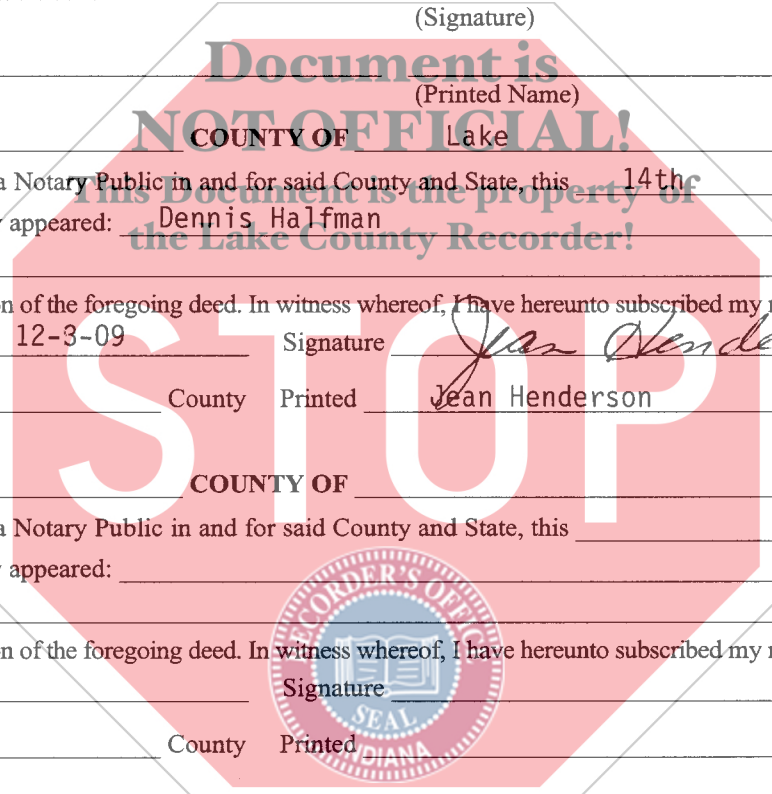 (Signature)
Document is
(Printed Name)
NOT OFFICIAL!
COUNTY OF Lake
a Notary Public in and for said County and State, this 14th
This Document is the property of
appeared: Dennis Halfman
the Lake County Recorder!
n of the foregoing deed. In witness whereof, I have hereunto subscribed my
12-3-09 Signature Jean Hende
County Printed Jean Henderson
STOP
COUNTY OF
a Notary Public in and for said County and State, this
appeared:
RECORDER'S OFFICE
n of the foregoing deed. In witness whereof, I have hereunto subscribed my
Signature
SEAL
County Printed
INDIANA